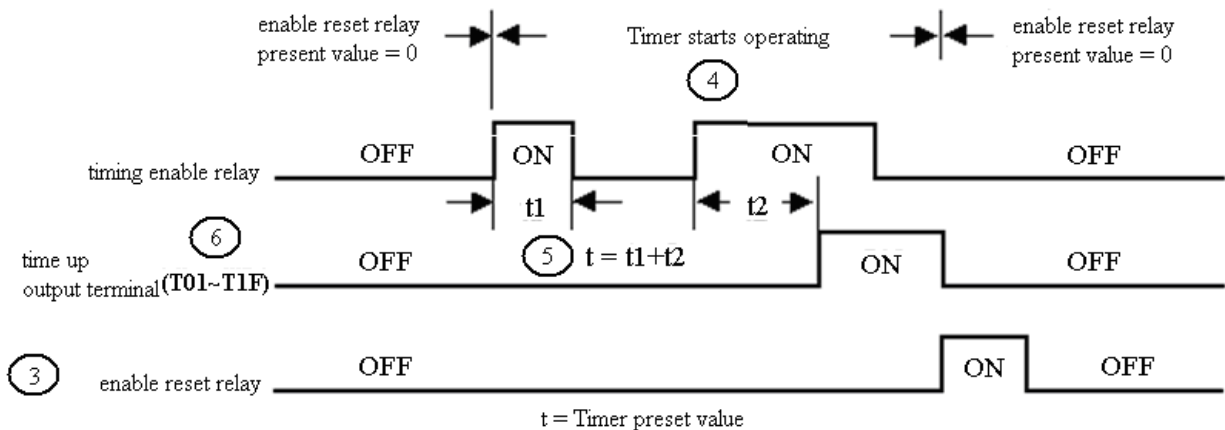 enable reset relay
present value = 0
Timer starts operating
enable reset relay
present value = 0
4
timing enable relay
OFF
ON
ON
OFF
t1
t2
6
time up
output terminal(T01~T1F)
OFF
5
t = t1+t2
ON
OFF
3
enable reset relay
OFF
ON
OFF
t = Timer preset value